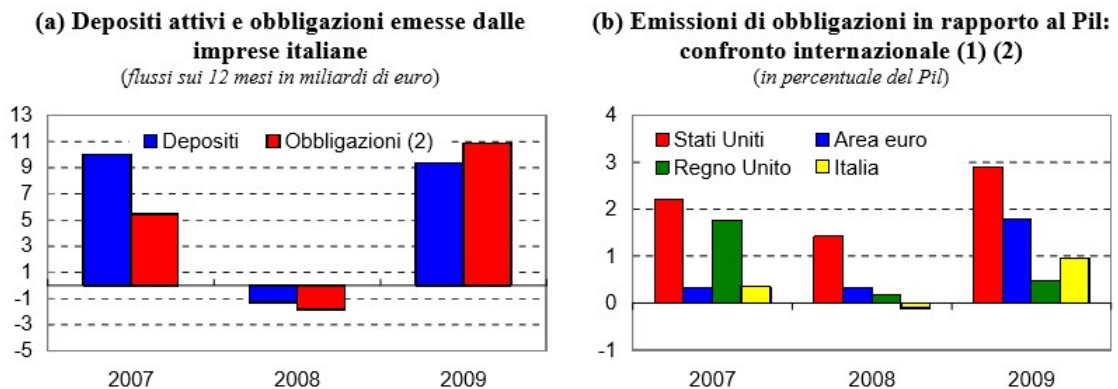 (a) Depositi attivi e obbligazioni emesse dalle
imprese italiane
(flussi sui 12 mesi in miliardi di euro)
13
11
9
7
5
3
1
-1
-3
-5
Depositi
Obbligazioni (2)
2007
2008
2009
(b) Emissioni di obbligazioni in rapporto al Pil:
confronto internazionale (1) (2)
(in percentuale del Pil)
4
3
2
1
0
-1
Stati Uniti
Area euro
Regno Unito
Italia
2007
2008
2009